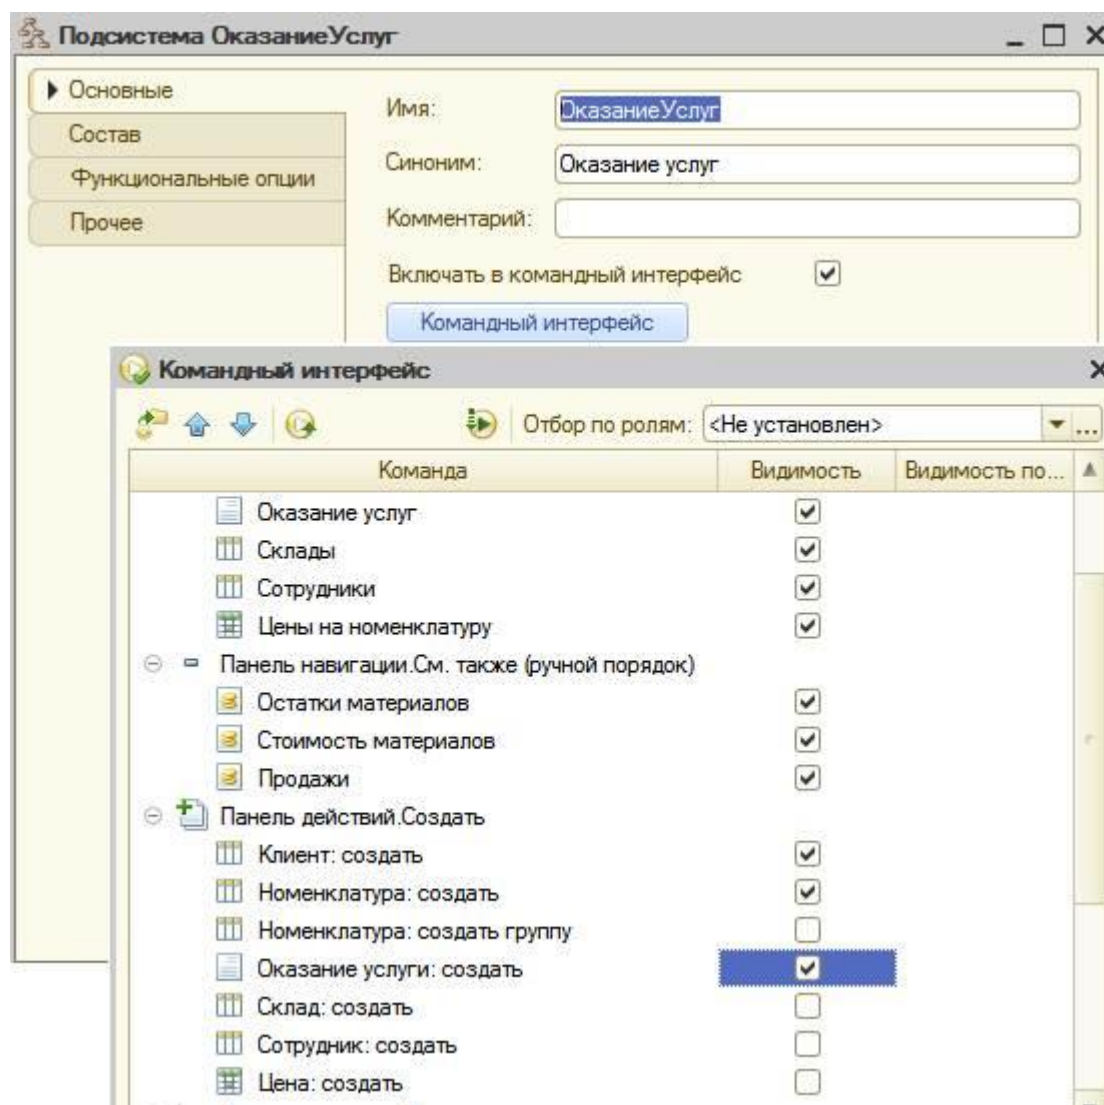 Подсистема ОказаниеУслуг
Основные
Состав
Функциональные опции
Прочее
Имя: ОказаниеУслуг
Синоним: Оказание услуг
Комментарий:
Включать в командный интерфейс
Командный интерфейс
Командный интерфейс
Отбор по ролям: <Не установлен>
Команда Видимость Видимость по...
Оказание услуг
Склады
Сотрудники
Цены на номенклатуру
Панель навигации.См. также (ручной порядок)
Остатки материалов
Стоимость материалов
Продажи
Панель действий.Создать
Клиент: создать
Номенклатура: создать
Номенклатура: создать группу
Оказание услуги: создать
Склад: создать
Сотрудник: создать
Цена: создать